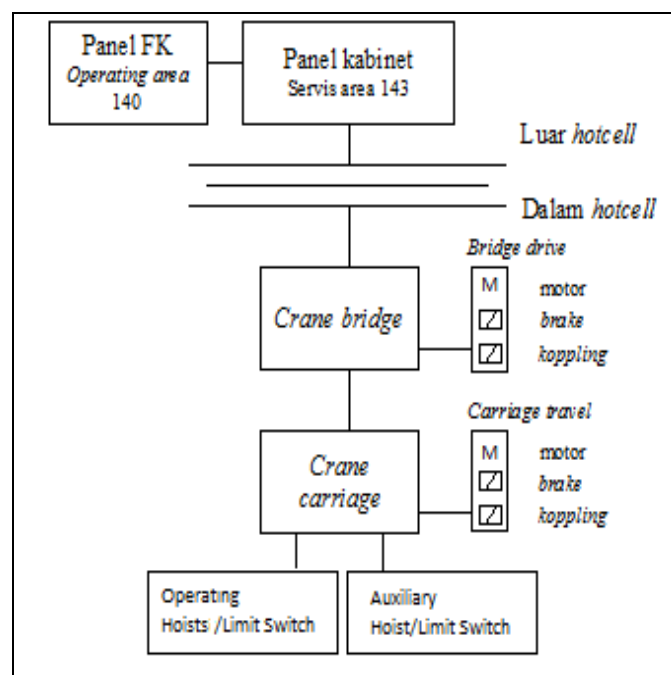 Panel FK
Operating area
140
Panel kabinet
Servis area 143
Luar hotcell
Dalam hotcell
Bridge drive
M motor
brake
koppling
Crane bridge
Carriage travel
M motor
brake
koppling
Crane
carriage
Operating
Hoists /Limit Switch
Auxiliary
Hoist/Limit Switch